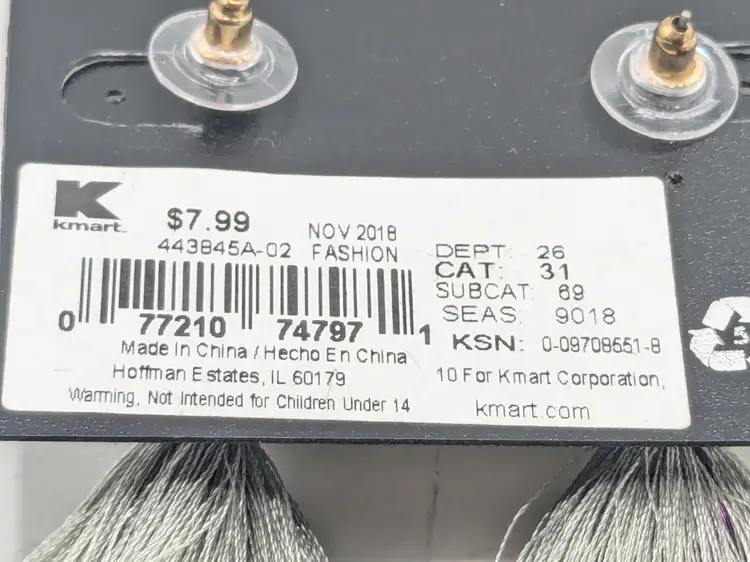 K
kmart.
$7.99
NOV 2018
443845A-02 FASHION
0 77210 74797 1
Made In China / Hecho En China
Hoffman Estates, IL 60179
Warning, Not Intended for Children Under 14
DEPT: 26
CAT: 31
SUBCAT: 69
SEAS: 9018
KSN: 0-09708551-8
10 For Kmart Corporation,
kmart.com